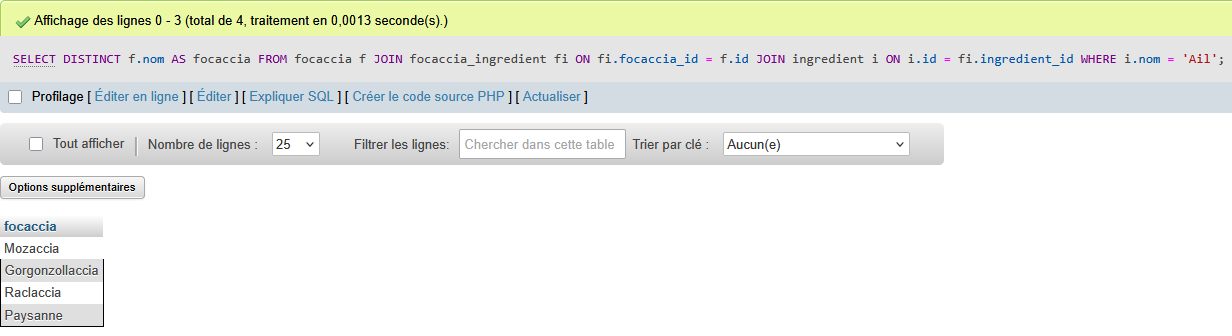 Affichage des lignes 0 - 3 (total de 4, traitement en 0,0013 seconde(s).)
SELECT DISTINCT f.nom AS focaccia FROM focaccia f JOIN focaccia_ingredient fi ON fi.focaccia_id = f.id JOIN ingredient i ON i.id = fi.ingredient_id WHERE i.nom = 'Ail';
Profilage [ Éditer en ligne ] [ Éditer ] [ Expliquer SQL ] [ Créer le code source PHP ] [ Actualiser ]
Tout afficher Nombre de lignes : 25 Filtrer les lignes: Chercher dans cette table Trier par clé : Aucun(e)
Options supplémentaires
focaccia
Mozaccia
Gorgonzollaccia
Raclaccia
Paysanne